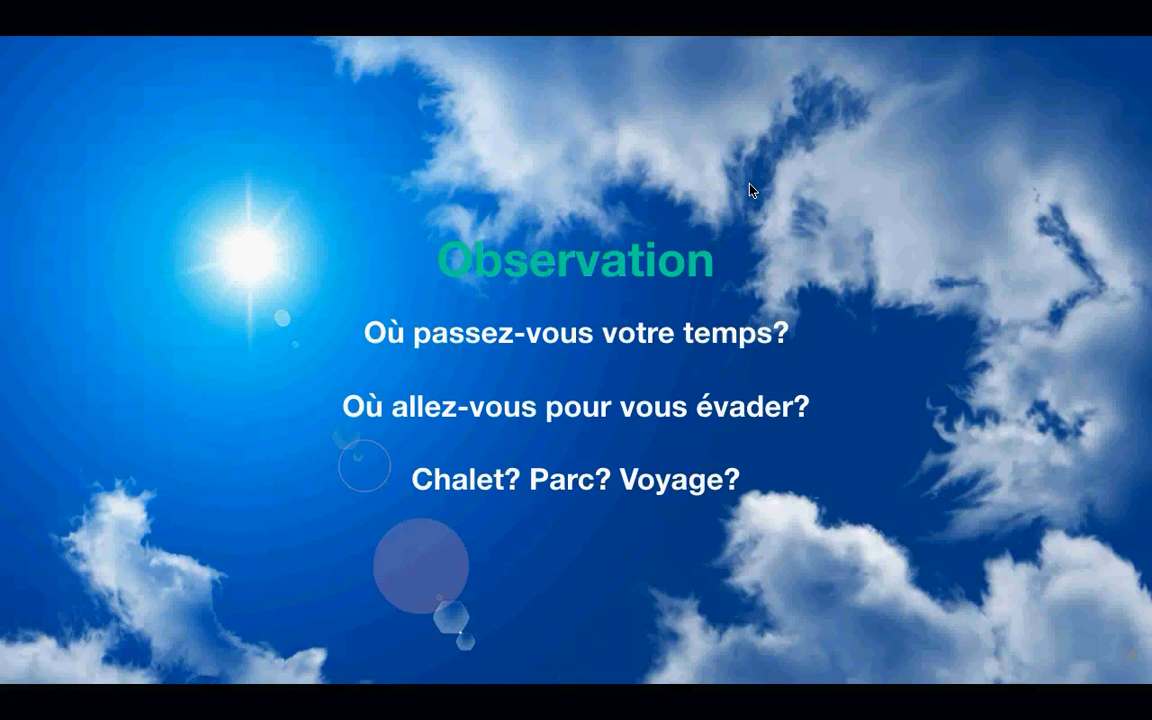 Observation
Où passez-vous votre temps?
Où allez-vous pour vous évader?
Chalet? Parc? Voyage?